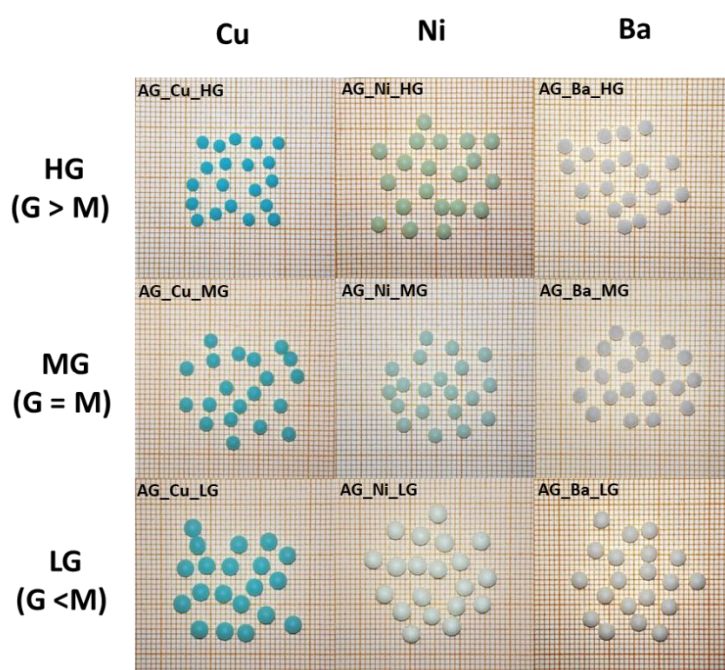 Cu Ni Ba
AG_Cu_HG AG_Ni_HG AG_Ba_HG
HG
(G > M)
AG_Cu_MG AG_Ni_MG AG_Ba_MG
MG
(G = M)
AG_Cu_LG AG_Ni_LG AG_Ba_LG
LG
(G <M)